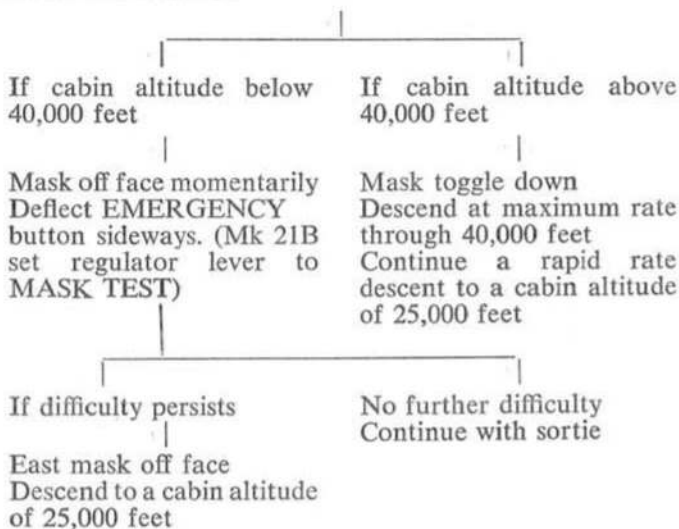 If cabin altitude below
40,000 feet
If cabin altitude above
40,000 feet
Mask off face momentarily
Deflect EMERGENCY
button sideways. (Mk 21B
set regulator lever to
MASK TEST)
Mask toggle down
Descend at maximum rate
through 40,000 feet
Continue a rapid rate
descent to a cabin altitude
of 25,000 feet
If difficulty persists
East mask off face
Descend to a cabin altitude
of 25,000 feet
No further difficulty
Continue with sortie